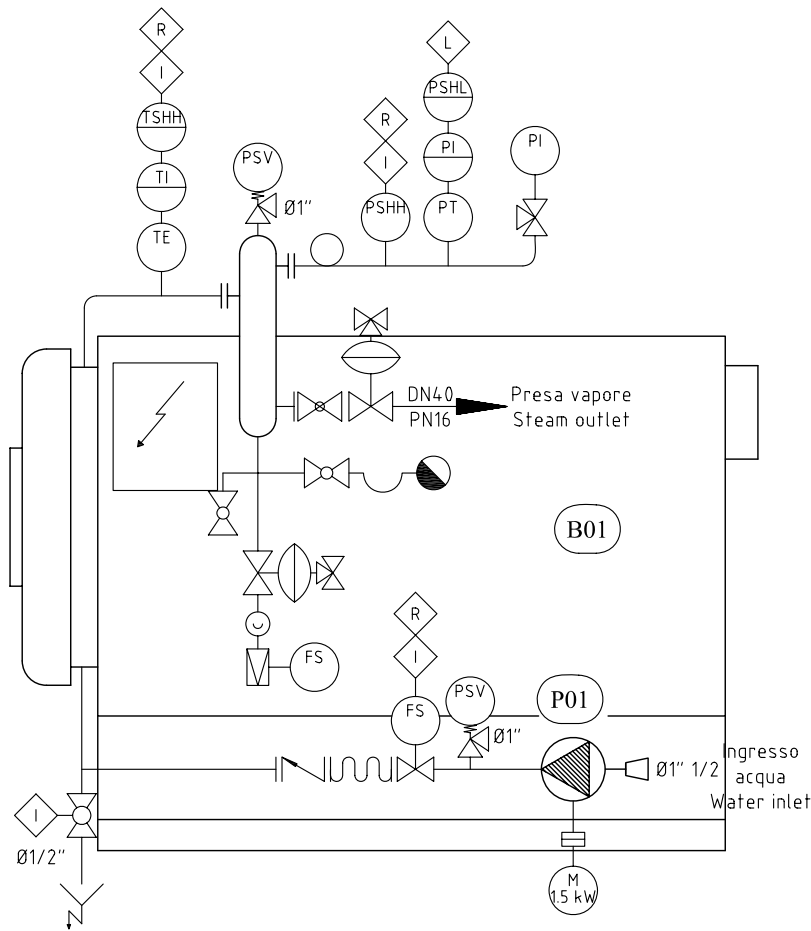 R
I
TSHH
TI
TE
PSV
Ø1"
R
I
PSHH
L
PSHL
PI
PT
PI
DN40
PN16
Presa vapore
Steam outlet
B01
R
I
FS
FS
PSV
Ø1"
P01
Ø1" 1/2
Ingresso
acqua
Water inlet
I
Ø1/2"
M
1.5 kW